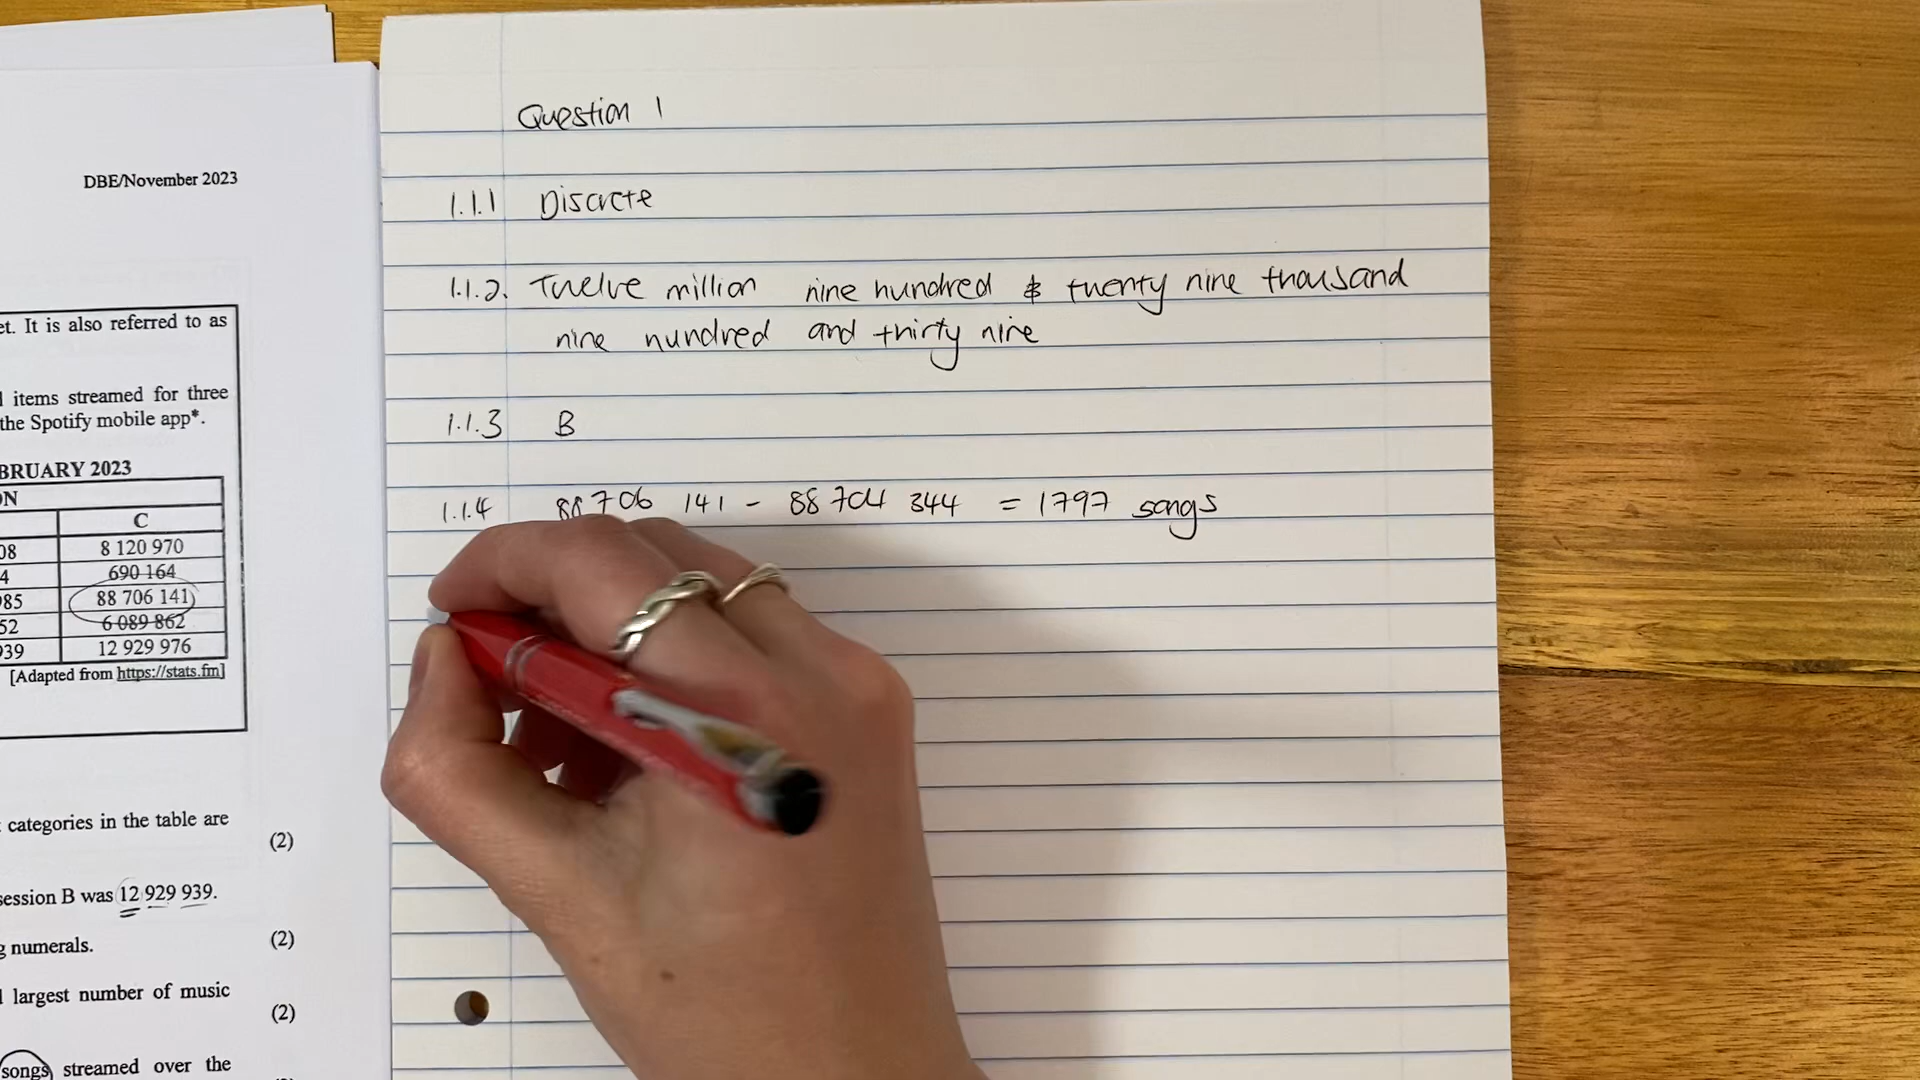 DBE/November 2023
et. It is also referred to as
items streamed for three
the Spotify mobile app*.
BRUARY 2023
ON
C
08 8 120 970
4 690 164
985 88 706 141
52 6 089 862
939 12 929 976
[Adapted from https://stats.fm]
categories in the table are
(2)
session B was 12 929 939.
g numerals.
(2)
largest number of music
(2)
songs streamed over the
Question 1
1.1.1 Discrete
1.1.2. Twelve million nine hundred & twenty nine thousand
nine hundred and thirty nine
1.1.3 B
1.1.4 88 706 141 - 88 704 344 = 1797 songs